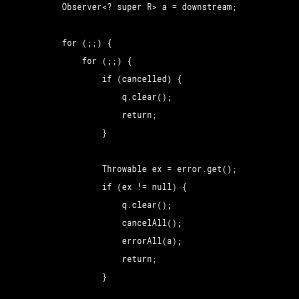 Observer<? super R> a = downstream;
for (;;) {
for (;;) {
if (cancelled) {
q.clear();
return;
}
Throwable ex = error.get();
if (ex != null) {
q.clear();
cancelAll();
errorAll(a);
return;
}